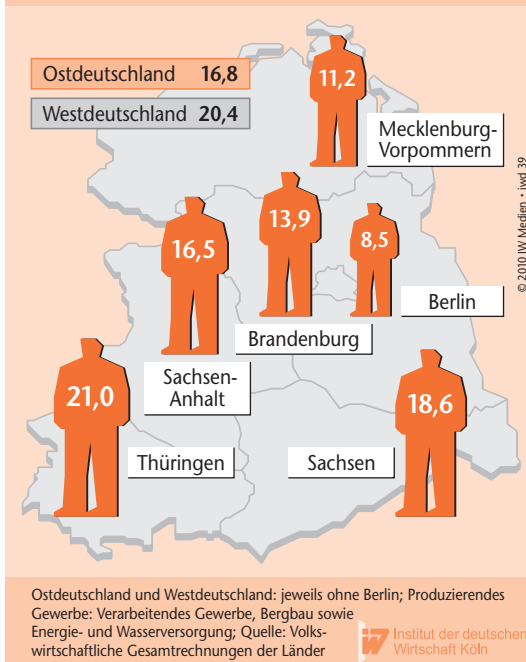 Ostdeutschland 16,8
Westdeutschland 20,4
11,2
Mecklenburg-
Vorpommern
13,9
Brandenburg
16,5
Sachsen-
Anhalt
8,5
Berlin
21,0
Thüringen
18,6
Sachsen
© 2010 IW Medien · iwd 39
Ostdeutschland und Westdeutschland: jeweils ohne Berlin; Produzierendes
Gewerbe: Verarbeitendes Gewerbe, Bergbau sowie
Energie- und Wasserversorgung; Quelle: Volks-
wirtschaftliche Gesamtrechnungen der Länder
iw Institut der deutschen
Wirtschaft Köln